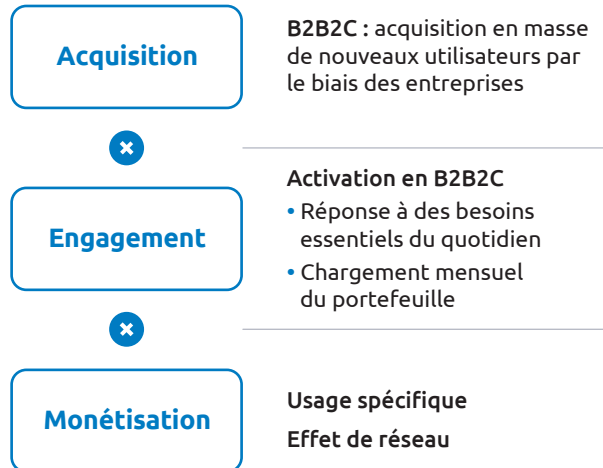 Acquisition
B2B2C : acquisition en masse
de nouveaux utilisateurs par
le biais des entreprises
Engagement
Activation en B2B2C
• Réponse à des besoins
essentiels du quotidien
• Chargement mensuel
du portefeuille
Monétisation
Usage spécifique
Effet de réseau